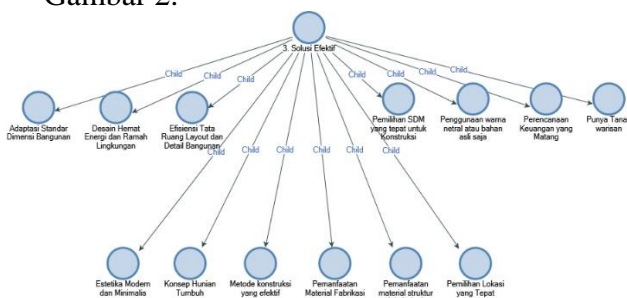 Gambar 2.
3. Solusi Efektif
Child
Child
Child
Child
Child
Child
Child
Adaptasi Standar
Dimensi Bangunan
Desain Hemat
Energi dan Ramah
Lingkungan
Efisiensi Tata
Ruang Layout dan
Detail Bangunan
Pemilihan SDM
yang tepat untuk
Konstruksi
Penggunaan warna
netral atau bahan
asli saja
Perencanaan
Keuangan yang
Matang
Punya Tana
warisan
Child
Child
Child
Child
Child
Child
Estetika Modern
dan Minimalis
Konsep Hunian
Tumbuh
Metode konstruksi
yang efektif
Pemanfaatan
Material Fabrikasi
Pemanfaatan
material struktur
Pemilihan Lokasi
yang Tepat